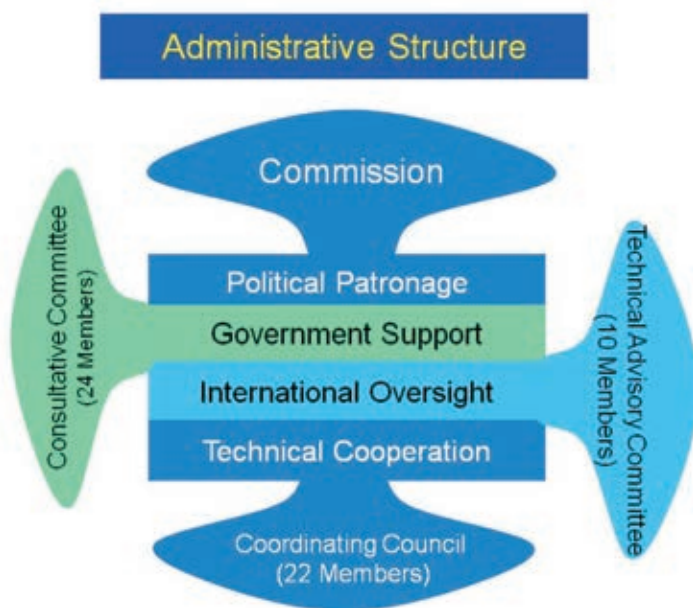 Administrative Structure
Commission
Political Patronage
Government Support
International Oversight
Technical Cooperation
Consultative Committee
(24 Members)
Technical Advisory Committee
(10 Members)
Coordinating Council
(22 Members)